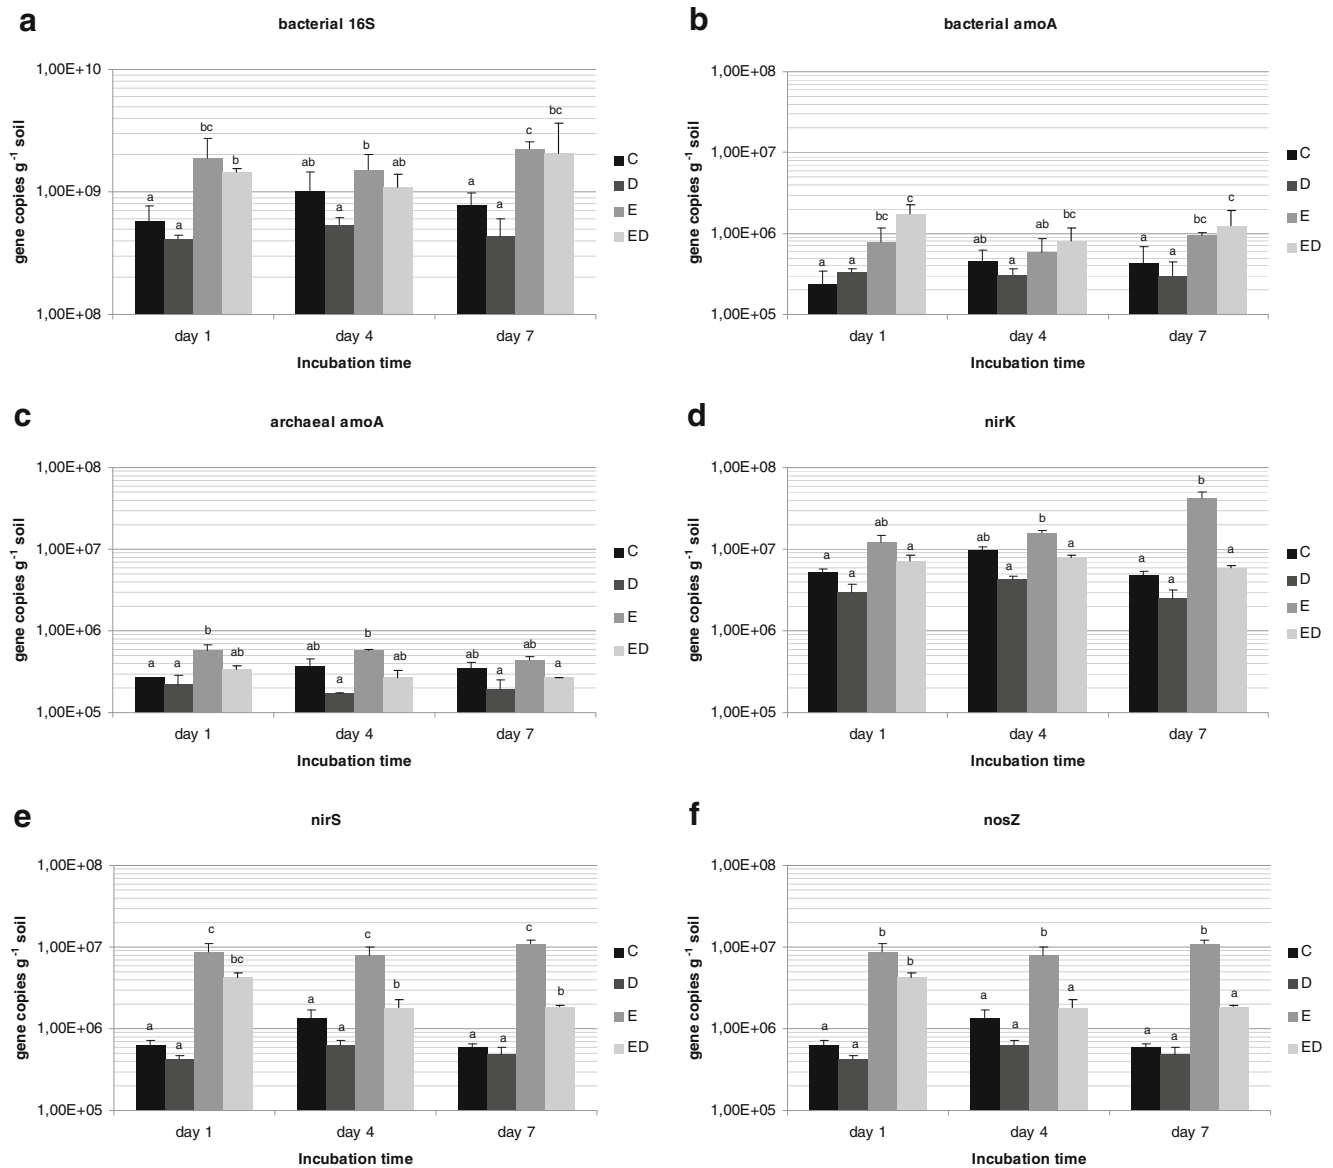 a
bacterial 16S
1,00E+10
1,00E+09
1,00E+08
gene copies g-1 soil
a a bc b
ab a b ab
a a c bc
day 1 day 4 day 7
Incubation time
C
D
E
ED
b
bacterial amoA
1,00E+08
1,00E+07
1,00E+06
1,00E+05
gene copies g-1 soil
a a bc c
ab a ab bc
a a bc c
day 1 day 4 day 7
Incubation time
C
D
E
ED
c
archaeal amoA
1,00E+08
1,00E+07
1,00E+06
1,00E+05
gene copies g-1 soil
a a b ab
ab a b ab
ab a ab a
day 1 day 4 day 7
Incubation time
C
D
E
ED
d
nirK
1,00E+08
1,00E+07
1,00E+06
1,00E+05
gene copies g-1 soil
a a ab a
ab a b a
a a b a
day 1 day 4 day 7
Incubation time
C
D
E
ED
e
nirS
1,00E+08
1,00E+07
1,00E+06
1,00E+05
gene copies g-1 soil
a a c bc
a a c b
a a c b
day 1 day 4 day 7
Incubation time
C
D
E
ED
f
nosZ
1,00E+08
1,00E+07
1,00E+06
1,00E+05
gene copies g-1 soil
a a b b
a a b a
a a b a
day 1 day 4 day 7
Incubation time
C
D
E
ED